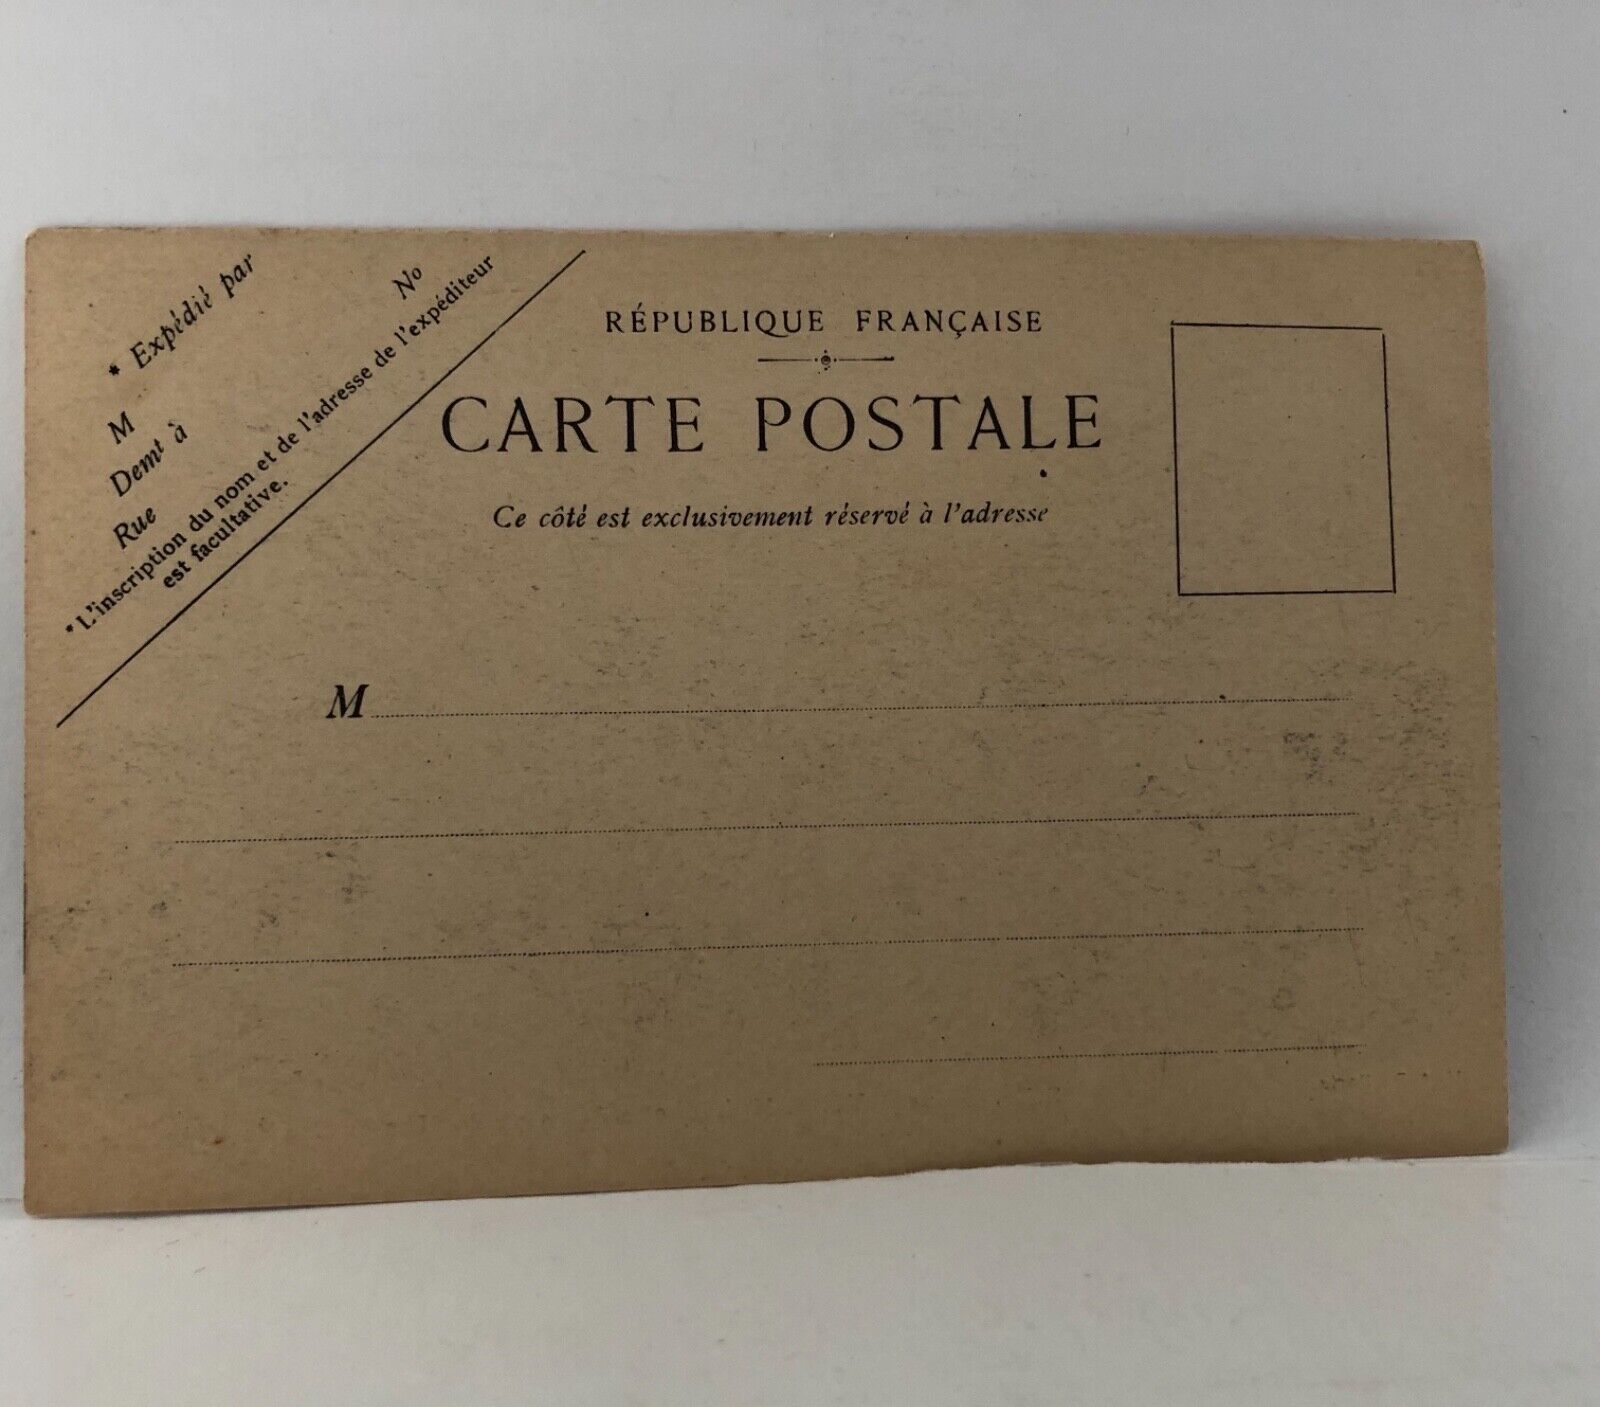 * Expédié par
M
Demt à
Rue No
* L'inscription du nom et de l'adresse de l'expéditeur
est facultative.
RÉPUBLIQUE FRANÇAISE
CARTE POSTALE
Ce côté est exclusivement réservé à l'adresse
M